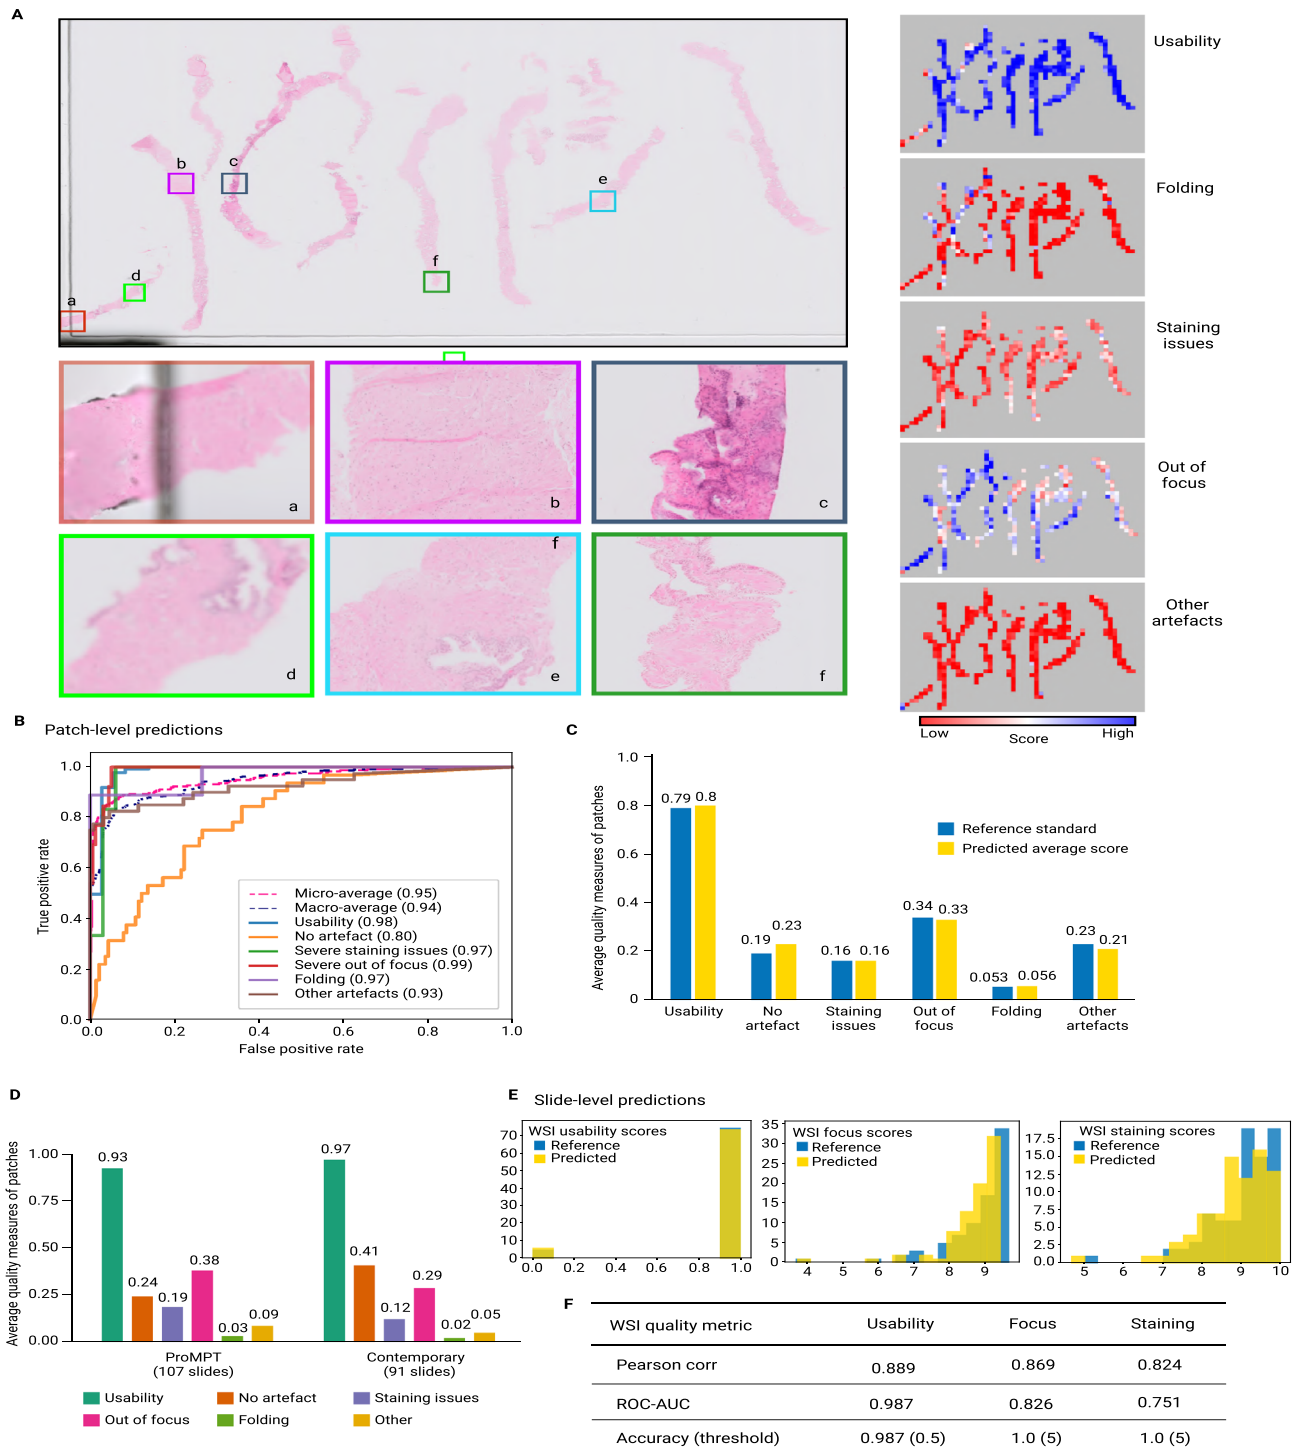 A
b
c
e
f
d
a
a
b
c
d
f
e
f
Usability
Folding
Staining
issues
Out of
focus
Other
artefacts
Low
Score
High
B
Patch-level predictions
True positive rate
1.0
0.8
0.6
0.4
0.2
0.0
Micro-average (0.95)
Macro-average (0.94)
Usability (0.98)
No artefact (0.80)
Severe staining issues (0.97)
Severe out of focus (0.99)
Folding (0.97)
Other artefacts (0.93)
0.0 0.2 0.4 0.6 0.8 1.0
False positive rate
C
Average quality measures of patches
1.0
0.8
0.6
0.4
0.2
0
0.79 0.8
0.19 0.23
0.16 0.16
0.34 0.33
0.053 0.056
0.23 0.21
Reference standard
Predicted average score
Usability
No
artefact
Staining
issues
Out of
focus
Folding
Other
artefacts
D
Average quality measures of patches
1.00
0.75
0.50
0.25
0.00
0.93
0.24
0.19
0.38
0.03
0.09
0.97
0.41
0.12
0.29
0.02
0.05
ProMPT
(107 slides)
Contemporary
(91 slides)
Usability No artefact Staining issues
Out of focus Folding Other
E
Slide-level predictions
WSI usability scores
Reference
Predicted
70
60
50
40
30
20
10
0
0.0 0.2 0.4 0.6 0.8 1.0
WSI focus scores
Reference
Predicted
35
30
25
20
15
10
5
0
4 5 6 7 8 9
WSI staining scores
Reference
Predicted
17.5
15.0
12.5
10.0
7.5
5.0
2.5
0.0
5 6 7 8 9 10
F
WSI quality metric Usability Focus Staining
Pearson corr 0.889 0.869 0.824
ROC-AUC 0.987 0.826 0.751
Accuracy (threshold) 0.987 (0.5) 1.0 (5) 1.0 (5)